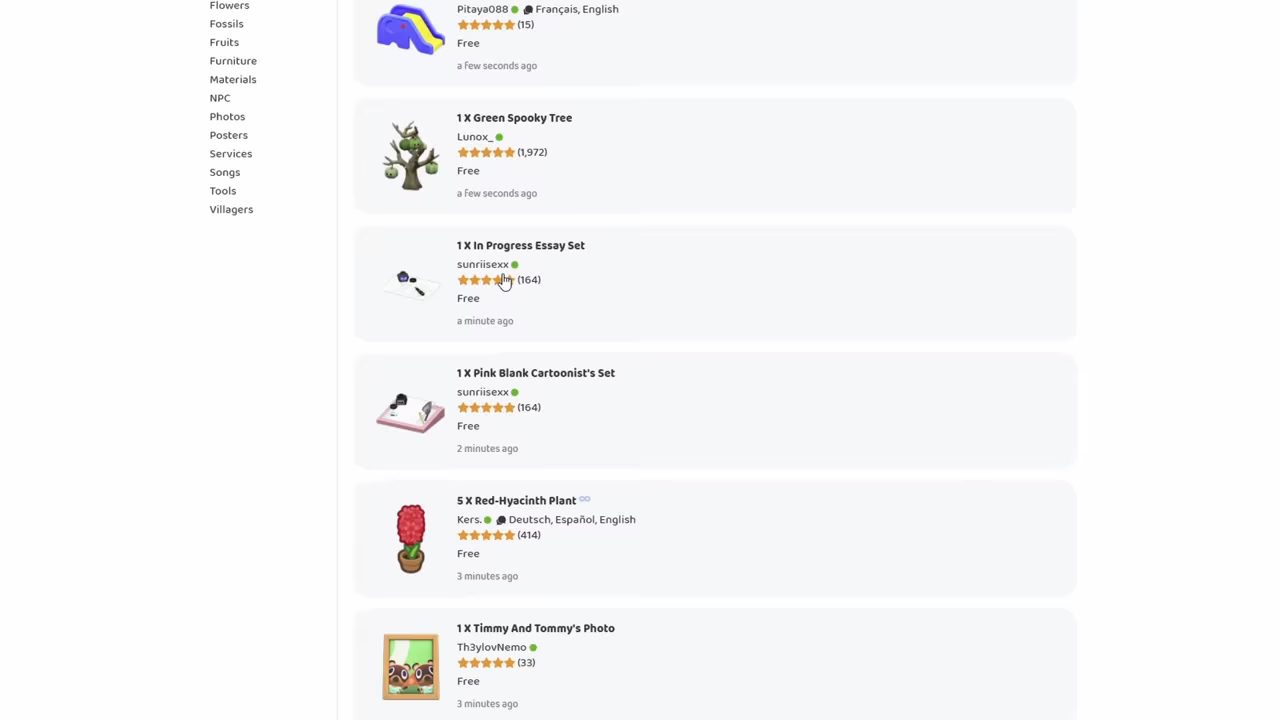 Flowers
Fossils
Fruits
Furniture
Materials
NPC
Photos
Posters
Services
Songs
Tools
Villagers
Pitaya088 Français, English
(15)
Free
a few seconds ago
1 X Green Spooky Tree
Lunox_
(1,972)
Free
a few seconds ago
1 X In Progress Essay Set
sunriisexx
(164)
Free
a minute ago
1 X Pink Blank Cartoonist's Set
sunriisexx
(164)
Free
2 minutes ago
5 X Red-Hyacinth Plant
Kers. Deutsch, Español, English
(414)
Free
3 minutes ago
1 X Timmy And Tommy's Photo
Th3ylovNemo
(33)
Free
3 minutes ago